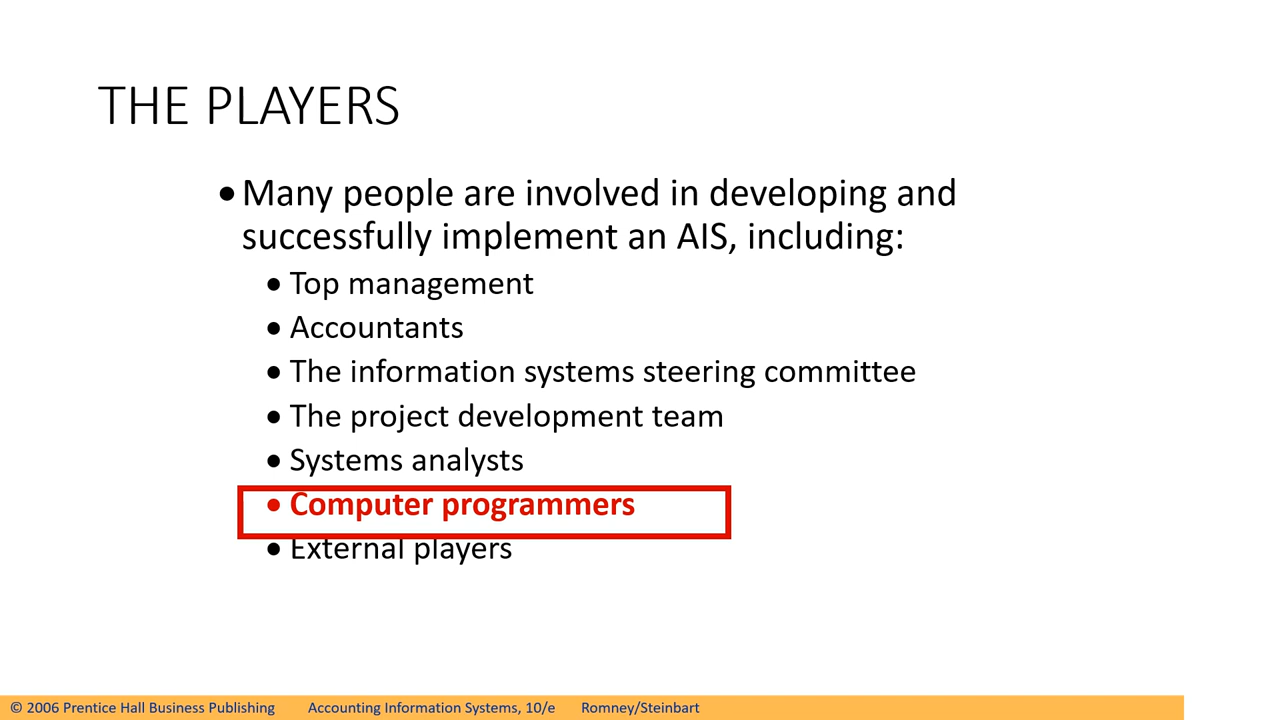 THE PLAYERS
• Many people are involved in developing and
successfully implement an AIS, including:
• Top management
• Accountants
• The information systems steering committee
• The project development team
• Systems analysts
• Computer programmers
• External players
© 2006 Prentice Hall Business Publishing Accounting Information Systems, 10/e Romney/Steinbart